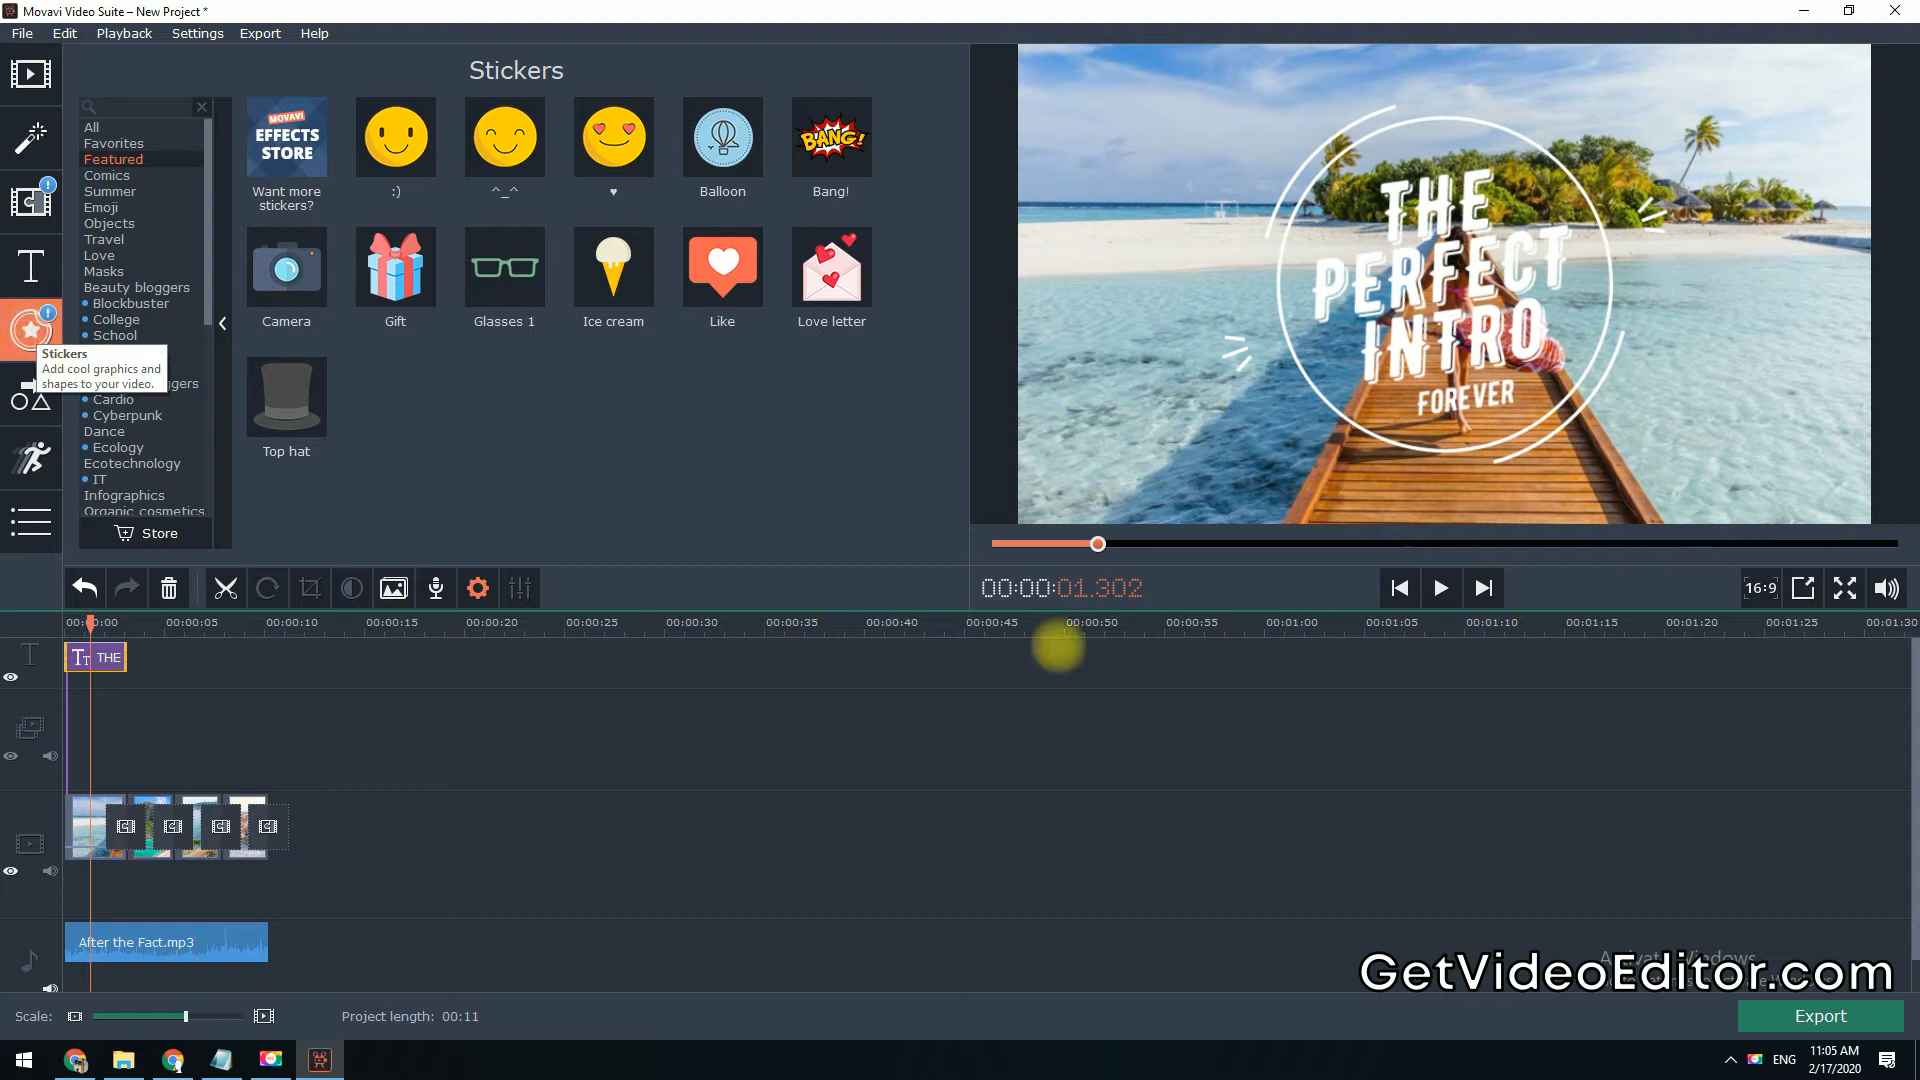 Movavi Video Suite – New Project *
File Edit Playback Settings Export Help
Stickers
All
Favorites
Featured
Comics
Summer
Emoji
Objects
Travel
Love
Masks
Beauty bloggers
Blockbuster
College
School
Stickers
Add cool graphics and
shapes to your video.
Cardio
Cyberpunk
Dance
Ecology
Ecotechnology
IT
Infographics
Organic cosmetics
Store
MOVAVI
EFFECTS
STORE
BANG!
Want more
stickers?
:)
^_^
♥
Balloon
Bang!
Camera
Gift
Glasses 1
Ice cream
Like
Love letter
Top hat
THE
PERFECT
INTRO
FOREVER
00:00:01.302
16:9
00:00:05 00:00:10 00:00:15 00:00:20 00:00:25 00:00:30 00:00:35 00:00:40 00:00:45 00:00:50 00:00:55 00:01:00 00:01:05 00:01:10 00:01:15 00:01:20 00:01:25 00:01:30
THE
After the Fact.mp3
GetVideoEditor.com
Scale:
Project length: 00:11
Export
ENG
11:05 AM
2/17/2020